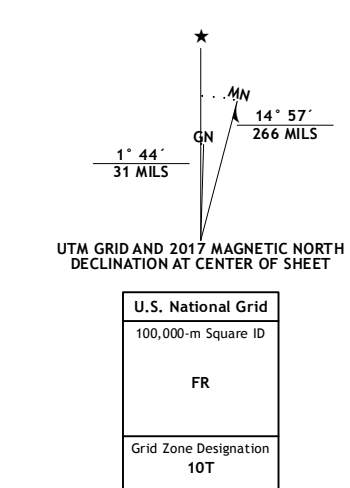 ★
MN
14° 57´
266 MILS
GN
1° 44´
31 MILS
UTM GRID AND 2017 MAGNETIC NORTH
DECLINATION AT CENTER OF SHEET
U.S. National Grid
100,000-m Square ID
FR
Grid Zone Designation
10T